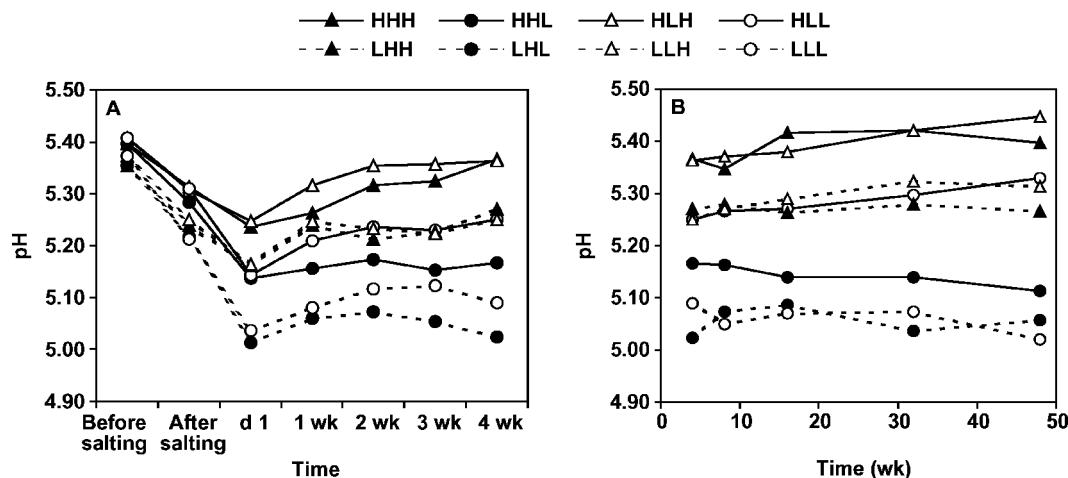 HHH HHL HLH HLL
LHH LHL LLH LLL
A
5.50
5.40
5.30
5.20
5.10
5.00
4.90
pH
Before salting
After salting
d 1
1 wk
2 wk
3 wk
4 wk
Time
B
5.50
5.40
5.30
5.20
5.10
5.00
4.90
pH
0 10 20 30 40 50
Time (wk)